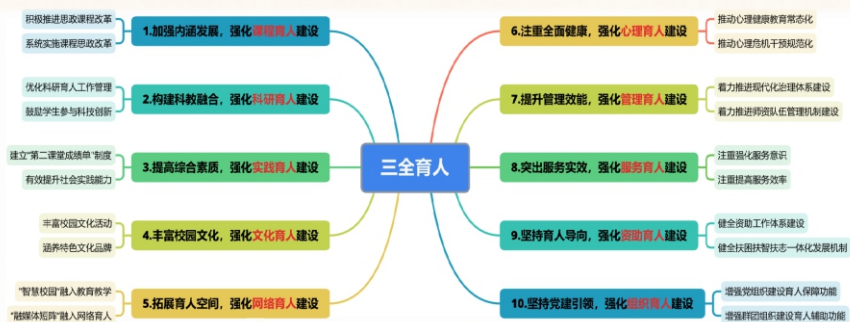 三全育人
1.加强内涵发展，强化课程育人建设
积极推进思政课程改革
系统实施课程思政改革
2.构建科教融合，强化科研育人建设
优化科研育人工作管理
鼓励学生参与科技创新
3.提高综合素质，强化实践育人建设
建立"第二课堂成绩单"制度
有效提升社会实践能力
4.丰富校园文化，强化文化育人建设
丰富校园文化活动
涵养特色文化品牌
5.拓展育人空间，强化网络育人建设
"智慧校园"融入教育教学
"融媒体矩阵"融入网络育人
6.注重全面健康，强化心理育人建设
推动心理健康教育常态化
推动心理危机干预规范化
7.提升管理效能，强化管理育人建设
着力推进现代化治理体系建设
着力推进师资队伍管理机制建设
8.突出服务实效，强化服务育人建设
注重强化服务意识
注重提高服务效率
9.坚持育人导向，强化资助育人建设
健全资助工作体系建设
健全扶困扶智扶志一体化发展机制
10.坚持党建引领，强化组织育人建设
增强党组织建设育人保障功能
增强群团组织建设育人辅助功能